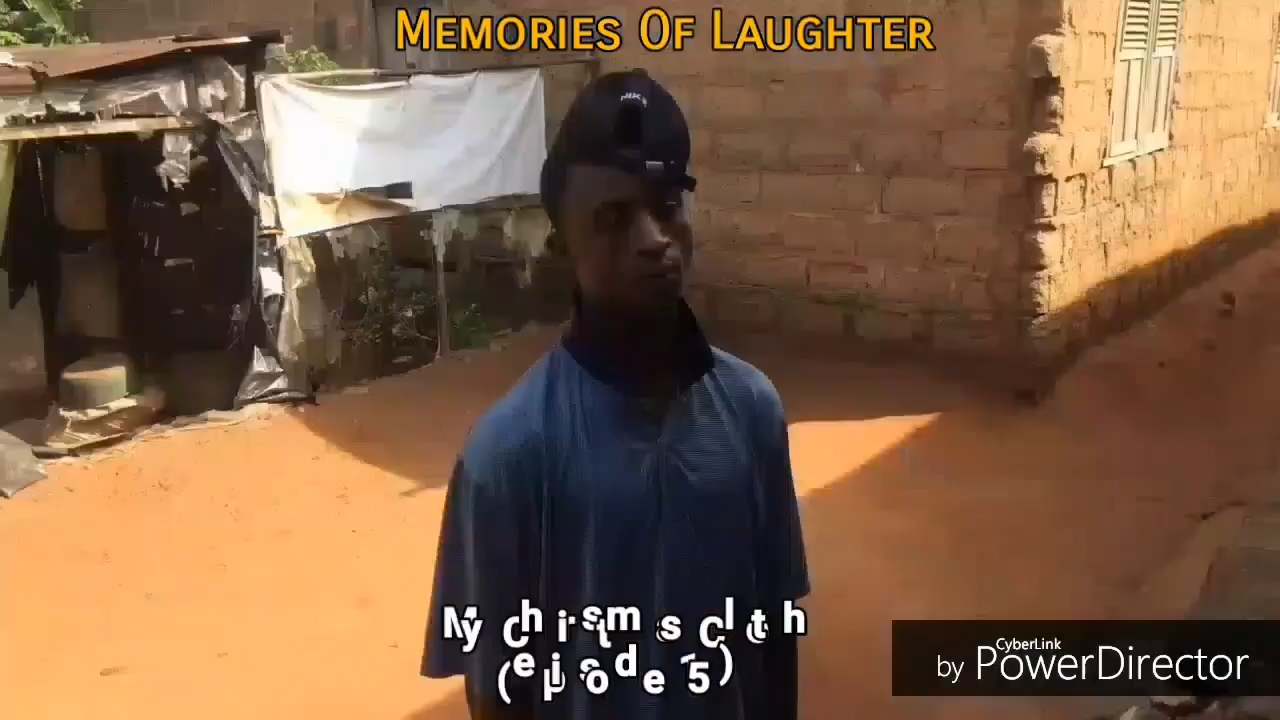 MEMORIES OF LAUGHTER
NIKE
My christmas cloth
(episode 5)
CyberLink
by PowerDirector